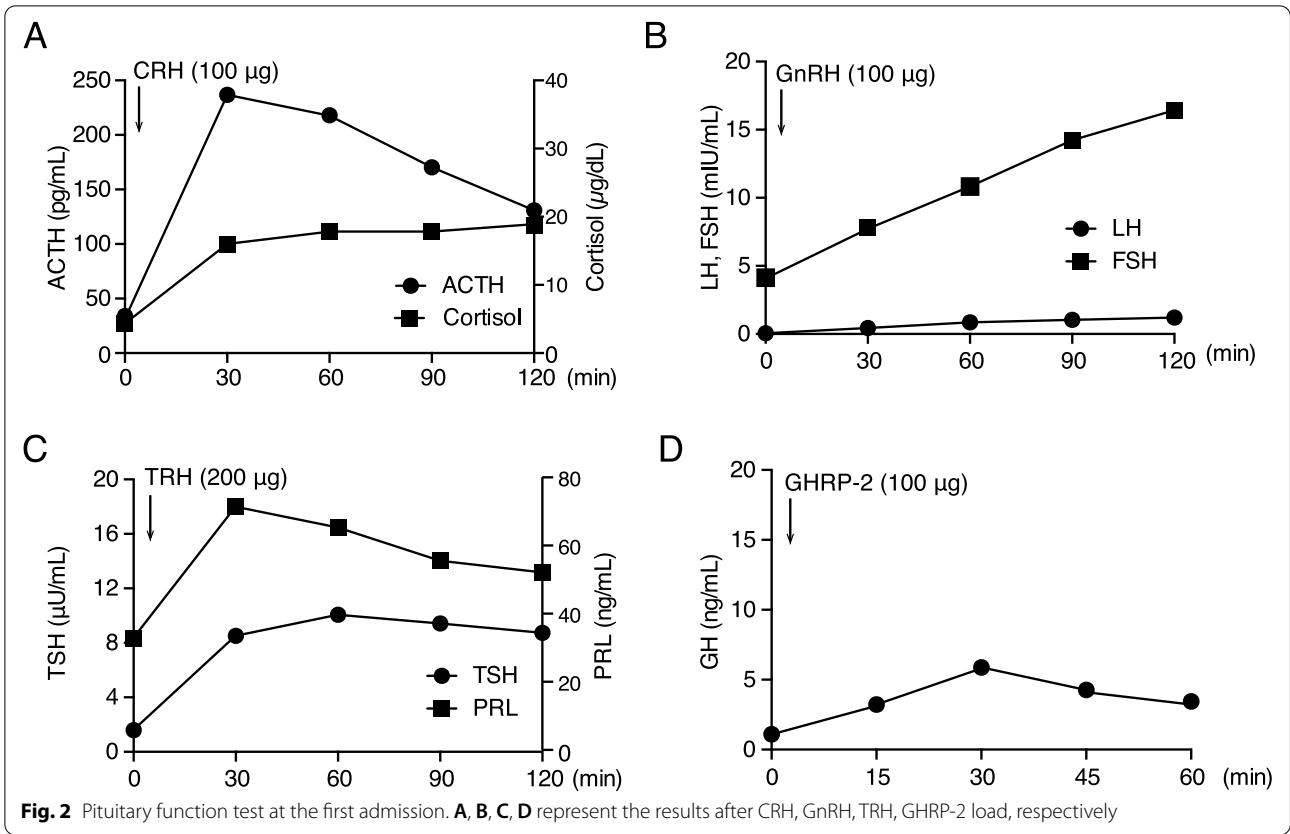 A
CRH (100 µg)
ACTH (pg/mL)
250
200
150
100
50
0
Cortisol (µg/dL)
40
30
20
10
0
ACTH
Cortisol
0 30 60 90 120 (min)
B
GnRH (100 µg)
LH, FSH (mIU/mL)
20
15
10
5
0
LH
FSH
0 30 60 90 120 (min)
C
TRH (200 µg)
TSH (µU/mL)
20
16
12
8
4
0
PRL (ng/mL)
80
60
40
20
0
TSH
PRL
0 30 60 90 120 (min)
D
GHRP-2 (100 µg)
GH (ng/mL)
20
15
10
5
0
0 15 30 45 60 (min)
Fig. 2 Pituitary function test at the first admission. A, B, C, D represent the results after CRH, GnRH, TRH, GHRP-2 load, respectively